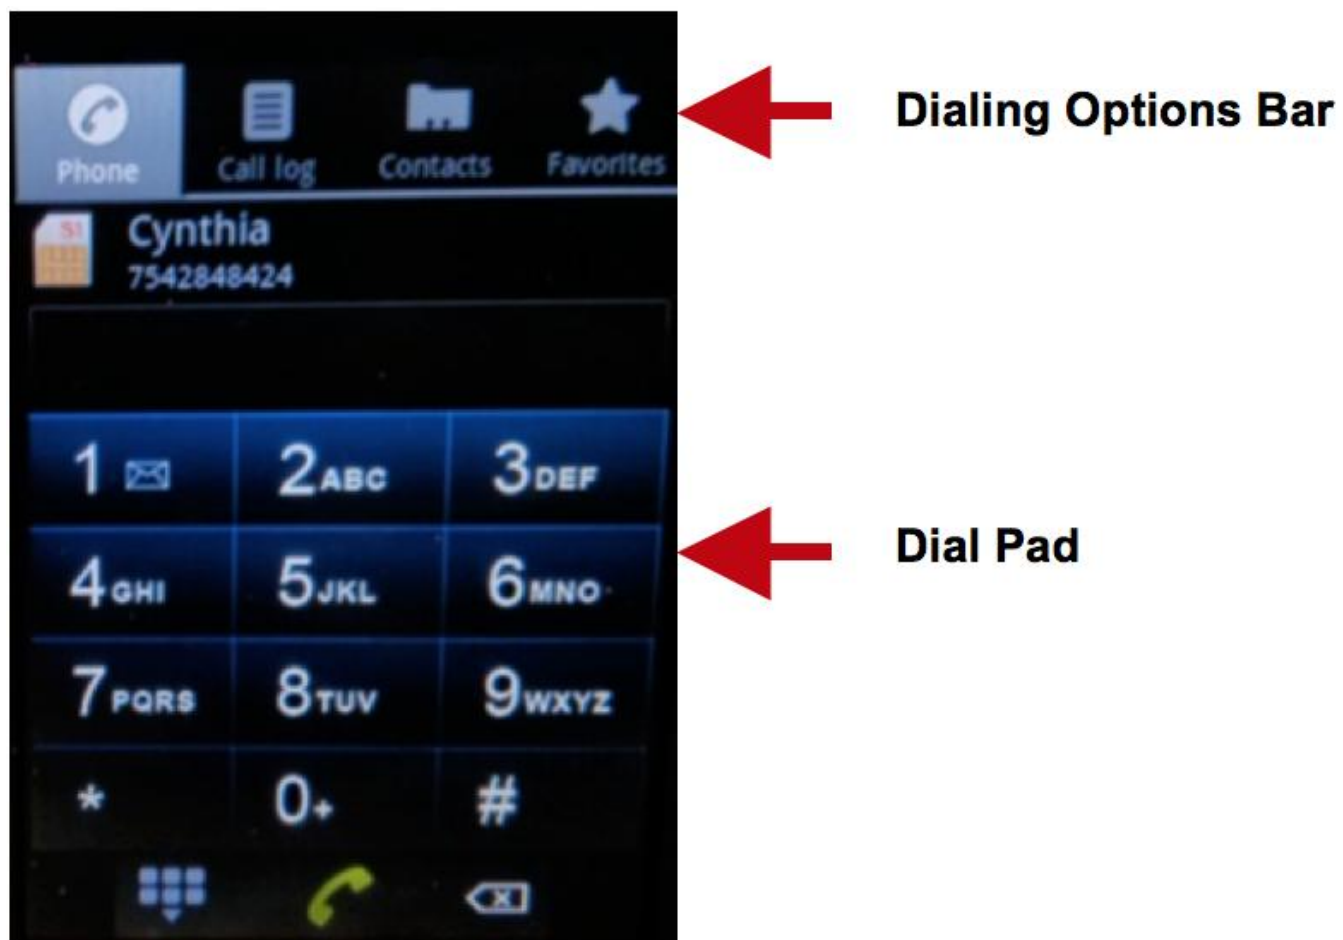 Phone Call log Contacts Favorites
Dialing Options Bar
S1
Cynthia
7542848424
1 2ABC 3DEF
4GHI 5JKL 6MNO
Dial Pad
7PQRS 8TUV 9WXYZ
* 0+ #